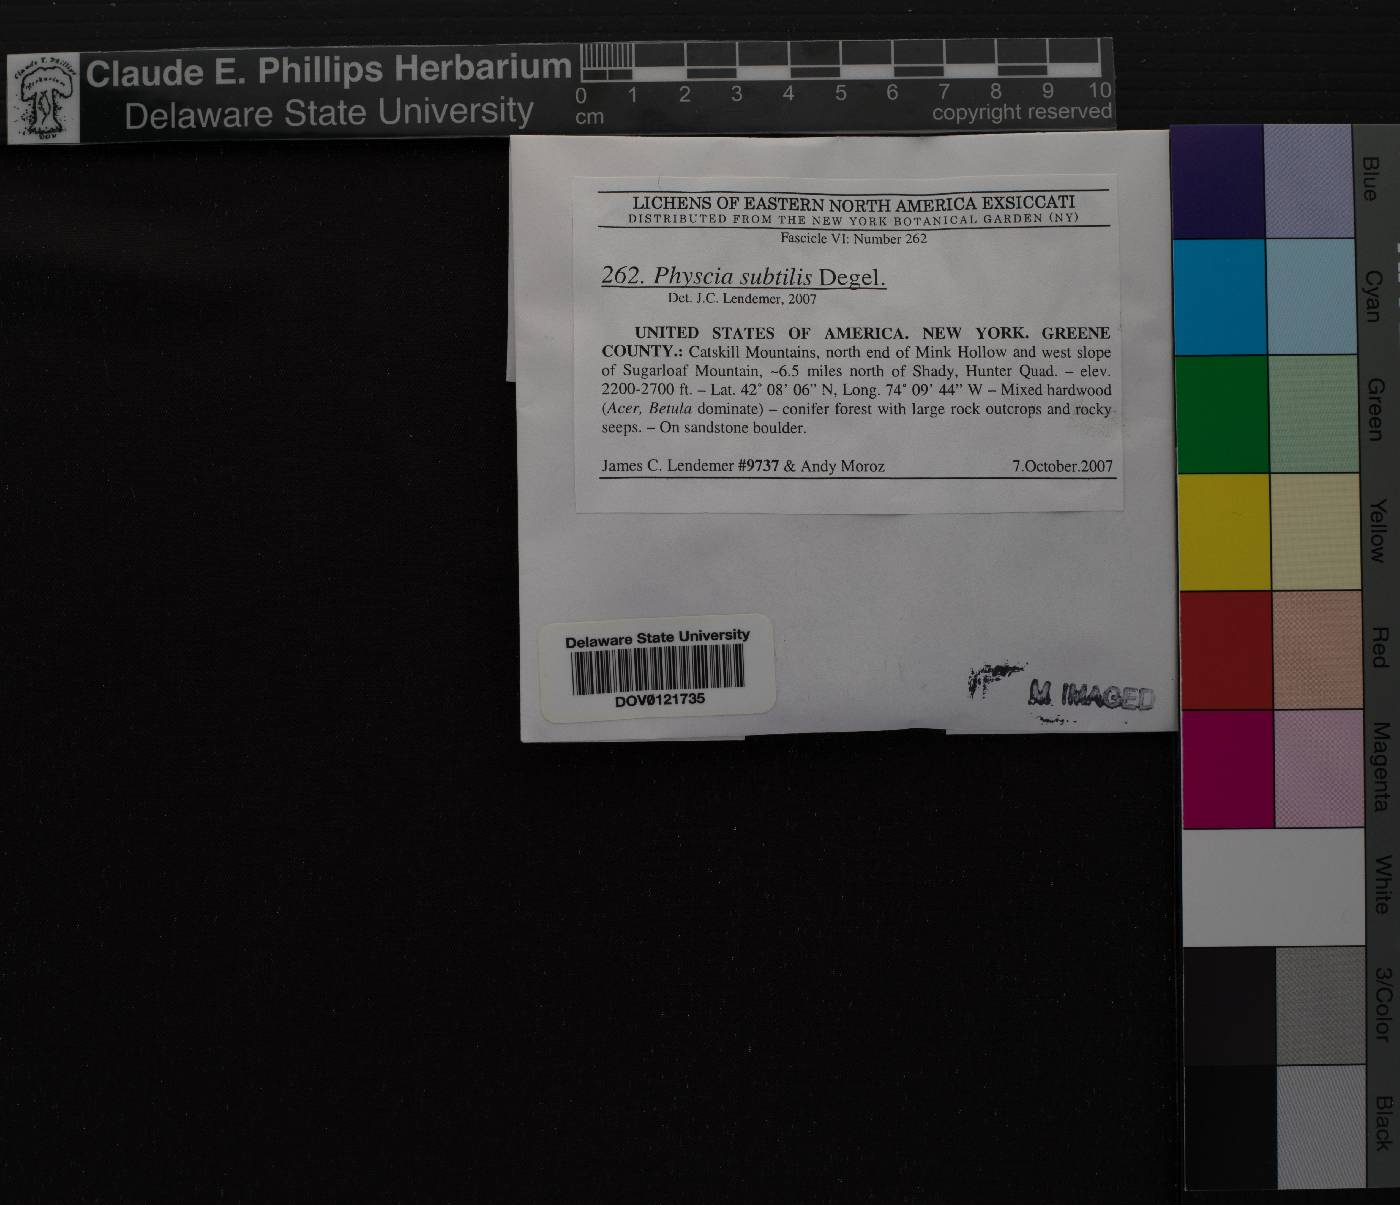 Claude E. Phillips Herbarium
Delaware State University
0 1 2 3 4 5 6 7 8 9 10
cm
copyright reserved
LICHENS OF EASTERN NORTH AMERICA EXSICCATI
DISTRIBUTED FROM THE NEW YORK BOTANICAL GARDEN (NY)
Fascicle VI: Number 262
262. Physcia subtilis Degel.
Det. J.C. Lendemer, 2007
UNITED STATES OF AMERICA. NEW YORK. GREENE
COUNTY.: Catskill Mountains, north end of Mink Hollow and west slope
of Sugarloaf Mountain, ~6.5 miles north of Shady, Hunter Quad. – elev.
2200-2700 ft. – Lat. 42° 08' 06" N, Long. 74° 09' 44" W – Mixed hardwood
(Acer, Betula dominate) – conifer forest with large rock outcrops and rocky
seeps. – On sandstone boulder.
James C. Lendemer #9737 & Andy Moroz 7.October.2007
Delaware State University
DOV0121735
IMAGED
Blue
Cyan
Green
Yellow
Red
Magenta
White
3/Color
Black